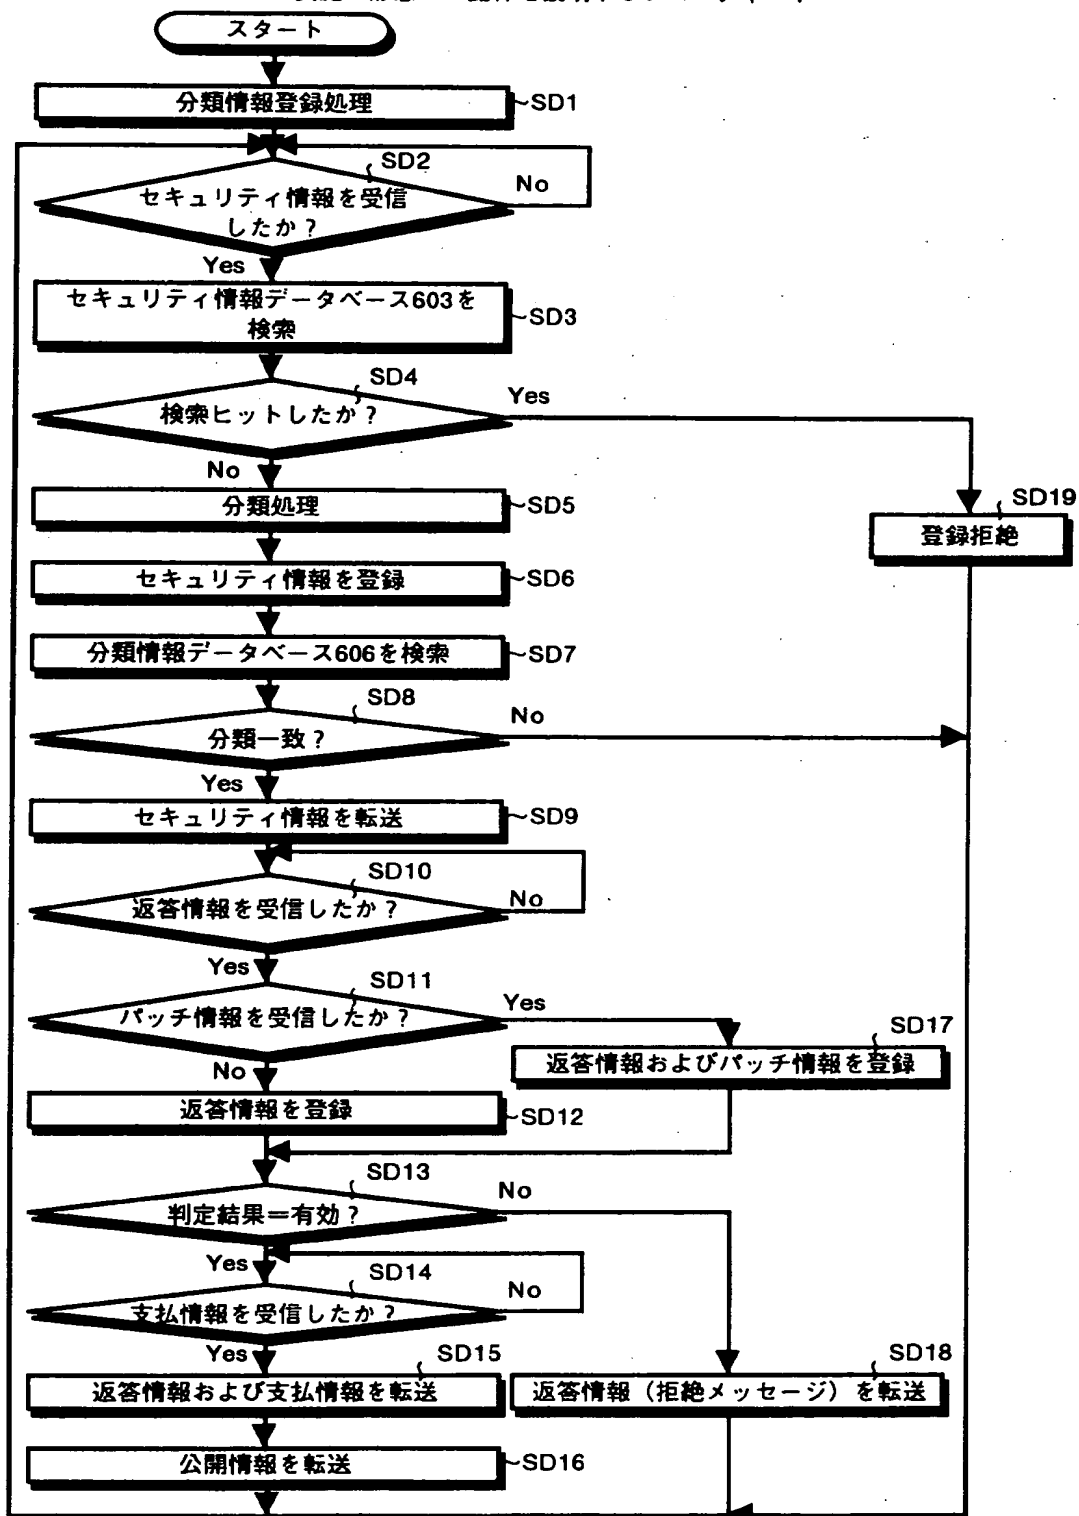 スタート
分類情報登録処理
SD1
SD2
セキュリティ情報を受信
したか？
No
Yes
セキュリティ情報データベース603を
検索
SD3
SD4
検索ヒットしたか？
Yes
No
分類処理
SD5
SD19
登録拒絶
セキュリティ情報を登録
SD6
分類情報データベース606を検索
SD7
SD8
分類一致？
No
Yes
セキュリティ情報を転送
SD9
SD10
返答情報を受信したか？
No
Yes
SD11
パッチ情報を受信したか？
Yes
No
SD17
返答情報およびパッチ情報を登録
返答情報を登録
SD12
SD13
判定結果＝有効？
No
Yes
SD14
支払情報を受信したか？
No
Yes
SD15
返答情報および支払情報を転送
SD18
返答情報（拒絶メッセージ）を転送
公開情報を転送
SD16